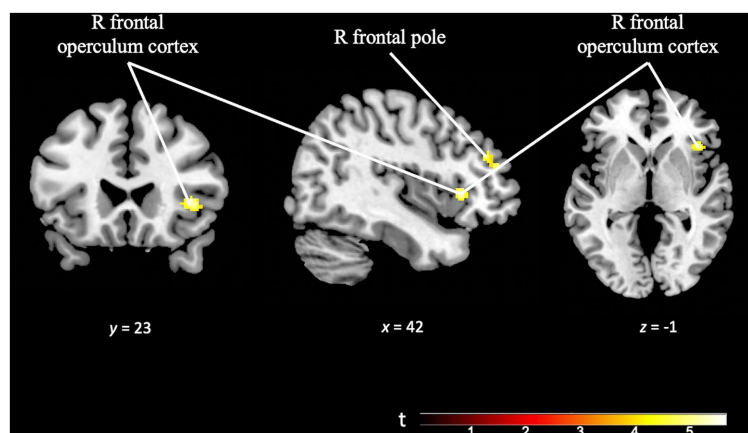 R frontal
operculum cortex
R frontal pole
R frontal
operculum cortex
y = 23
x = 42
z = -1
t
1 2 3 4 5